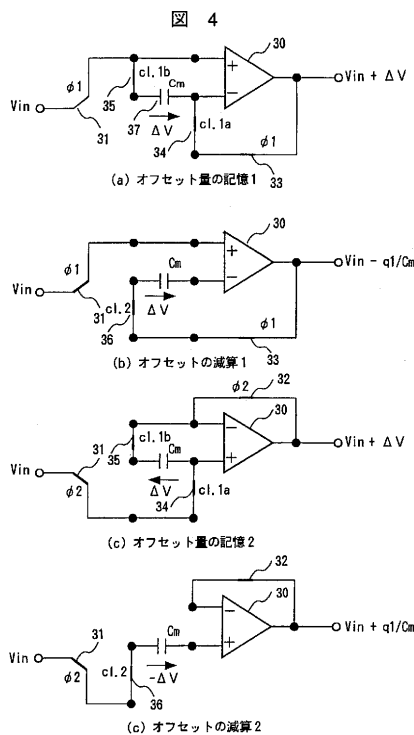 図 4
30
cl.1b
φ1
35
Cm
Vin
37
ΔV
Vin + ΔV
31
34
cl.1a
φ1
33
(a) オフセット量の記憶1
30
φ1
Cm
Vin
31
cl.2
ΔV
Vin - q1/Cm
36
φ1
33
(b) オフセットの減算1
φ2
32
30
31
cl.1b
35
Cm
Vin
ΔV
Vin + ΔV
φ2
34
cl.1a
(c) オフセット量の記憶2
32
30
31
Cm
Vin
φ2
cl.2
-ΔV
Vin + q1/Cm
36
(c) オフセットの減算2